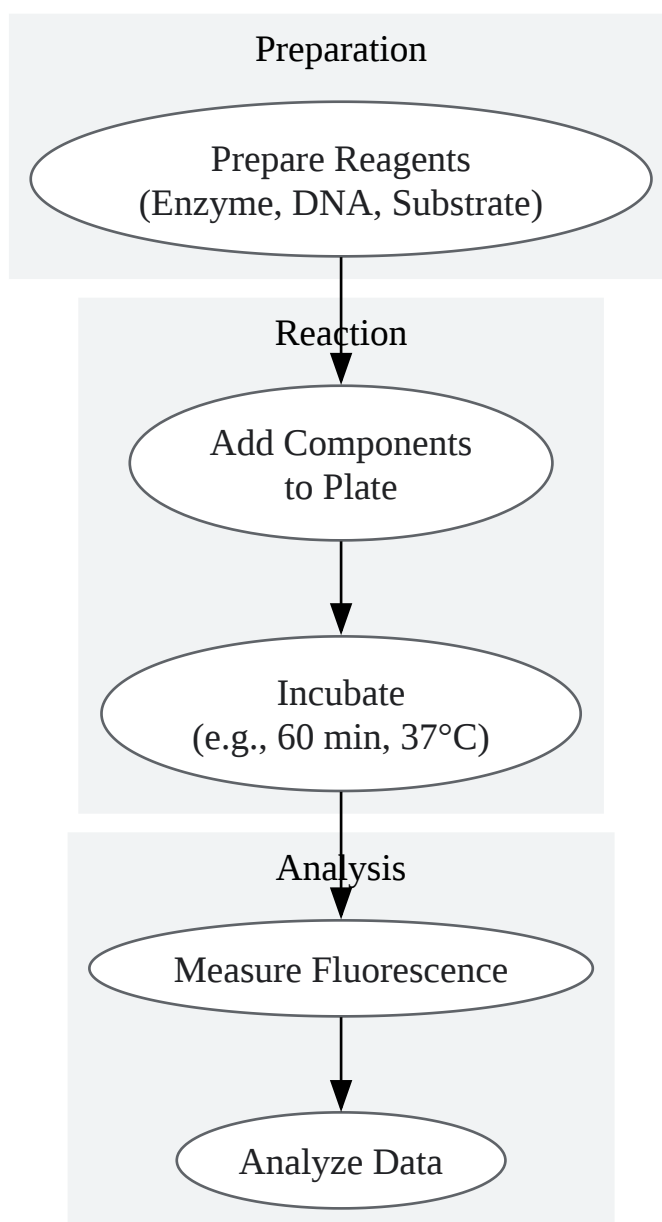 Preparation
Prepare Reagents
(Enzyme, DNA, Substrate)
Reaction
Add Components
to Plate
Incubate
(e.g., 60 min, 37°C)
Analysis
Measure Fluorescence
Analyze Data